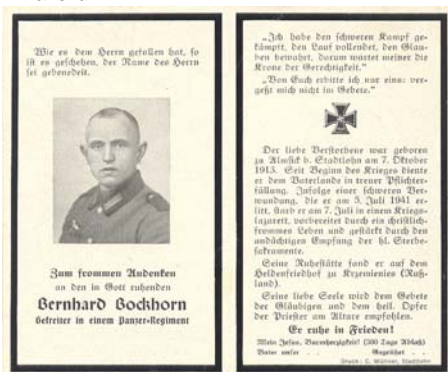 Wie es dem Herrn gefallen hat, so
ist es geschehen, der Name des Herrn
sei gebenedeit.
Zum frommen Andenken
an den in Gott ruhenden
Bernhard Bockhorn
Gefreiter in einem Panzer-Regiment
„Ich habe den schweren Kampf ge-
kämpft, den Lauf vollendet, den Glau-
ben bewahrt, darum wartet meiner die
Krone der Gerechtigkeit."
„Von Euch erbitte ich nur eins: ver-
geßt mich nicht im Gebete."
Der liebe Verstorbene war geboren
zu Almsick b. Stadtlohn am 7. Oktober
1913. Seit Beginn des Krieges diente
er dem Vaterlande in treuer Pflichter-
füllung. Infolge einer schweren Ver-
wundung, die er am 5. Juli 1941 er-
litt, starb er am 7. Juli in einem Kriegs-
lazarett, vorbereitet durch ein christlich-
frommes Leben und gestärkt durch den
andächtigen Empfang der hl. Sterbe-
sakramente.
Seine Ruhestätte fand er auf dem
Heldenfriedhof zu Krzemienies (Ruß-
land).
Seine liebe Seele wird dem Gebete
der Gläubigen und dem heil. Opfer
der Priester am Altare empfohlen.
Er ruhe in Frieden!
Mein Jesus, Barmherzigkeit! (300 Tage Ablaß)
Vater unser . . Gegrüßet . .
Druck: C. Wüllner, Stadtlohn